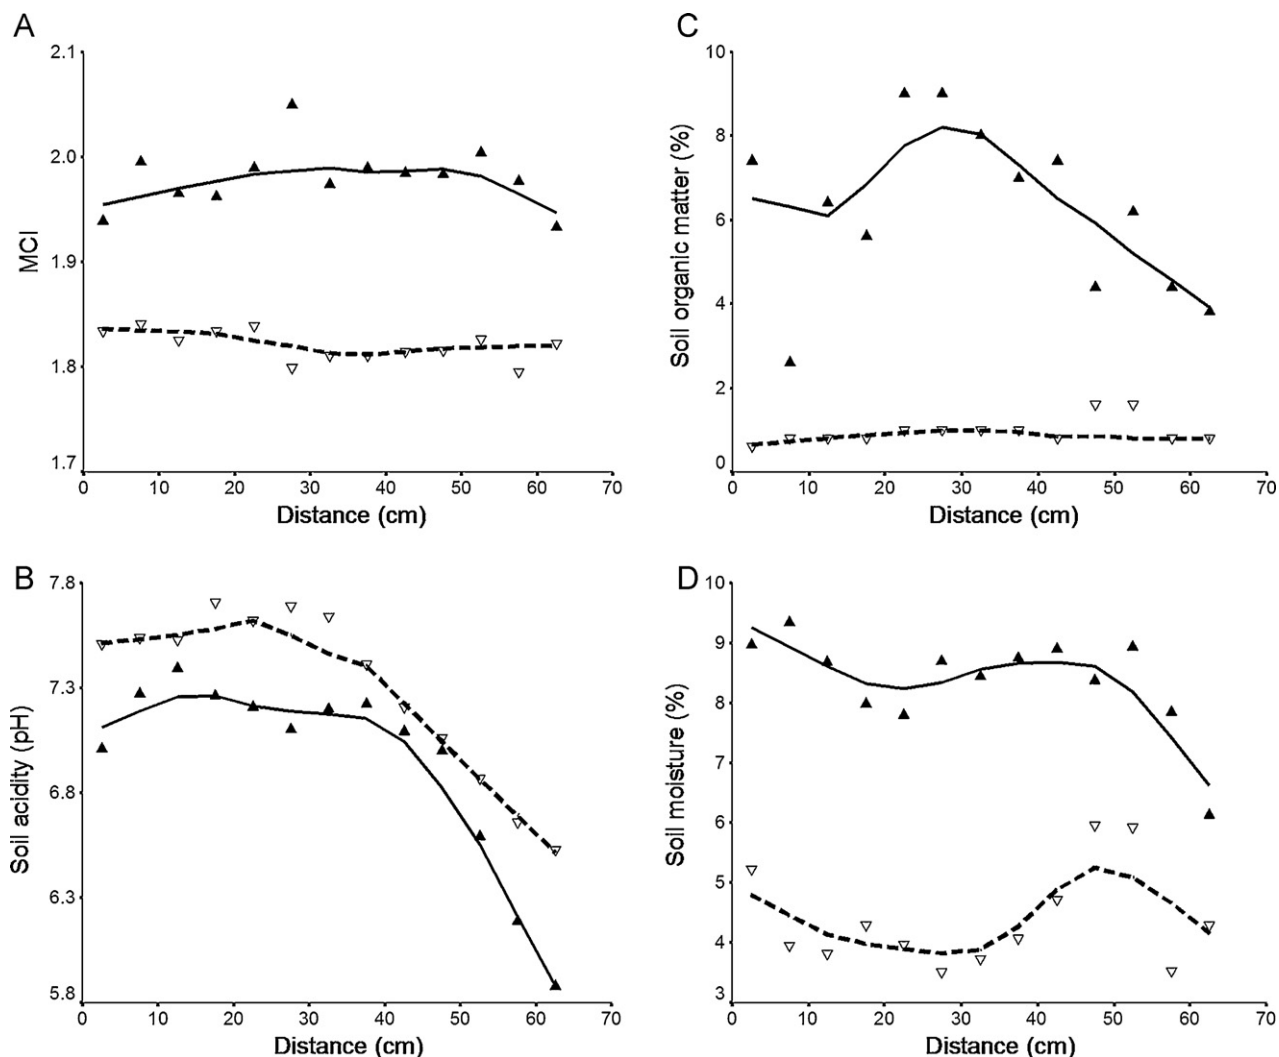 A
MCI
2.1
2.0
1.9
1.8
1.7
0 10 20 30 40 50 60 70
Distance (cm)
C
Soil organic matter (%)
10
8
6
4
2
0
0 10 20 30 40 50 60 70
Distance (cm)
B
Soil acidity (pH)
7.8
7.3
6.8
6.3
5.8
0 10 20 30 40 50 60 70
Distance (cm)
D
Soil moisture (%)
10
9
8
7
6
5
4
3
0 10 20 30 40 50 60 70
Distance (cm)